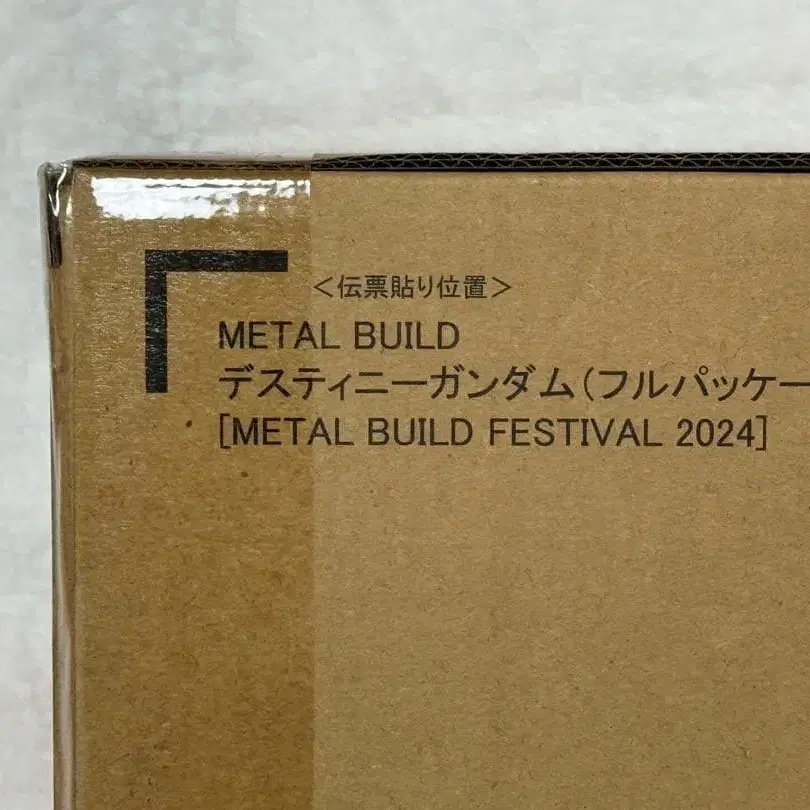 ＜伝票貼り位置＞
METAL BUILD
デスティニーガンダム（フルパッケー
[METAL BUILD FESTIVAL 2024]